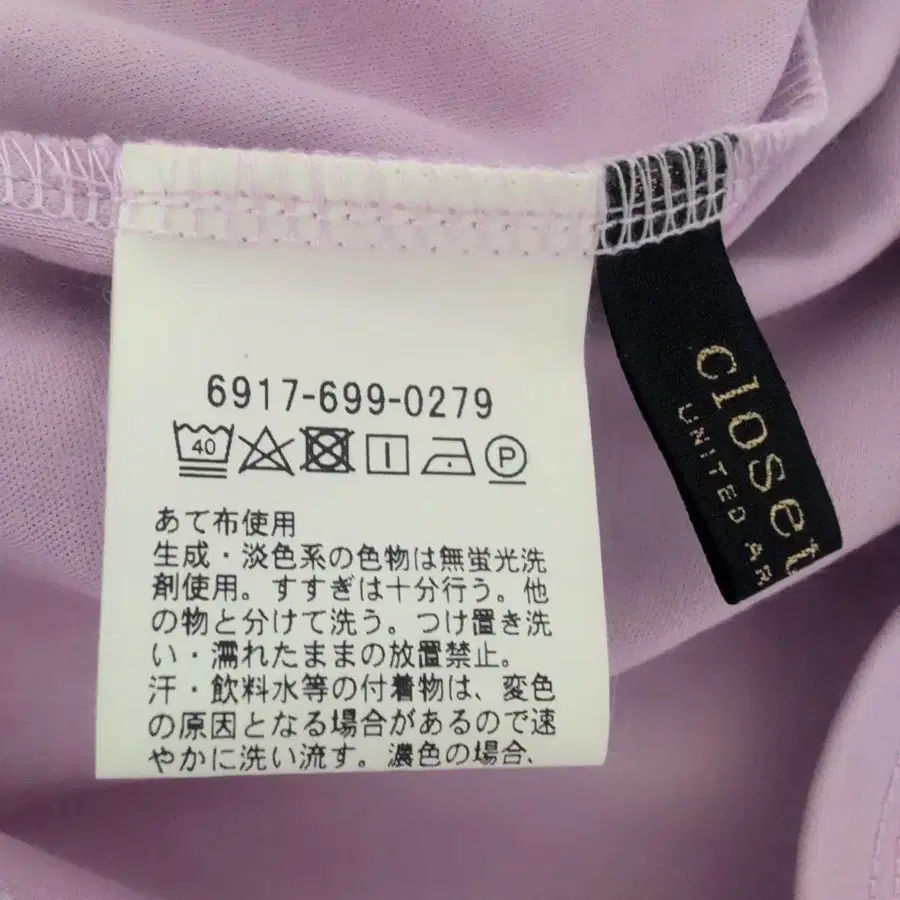 6917-699-0279
40
P
あて布使用
生成・淡色系の色物は無蛍光洗
剤使用。すすぎは十分行う。他
の物と分けて洗う。つけ置き洗
い・濡れたままの放置禁止。
汗・飲料水等の付着物は、変色
の原因となる場合があるので速
やかに洗い流す。濃色の場合、
closet
UNITED AR